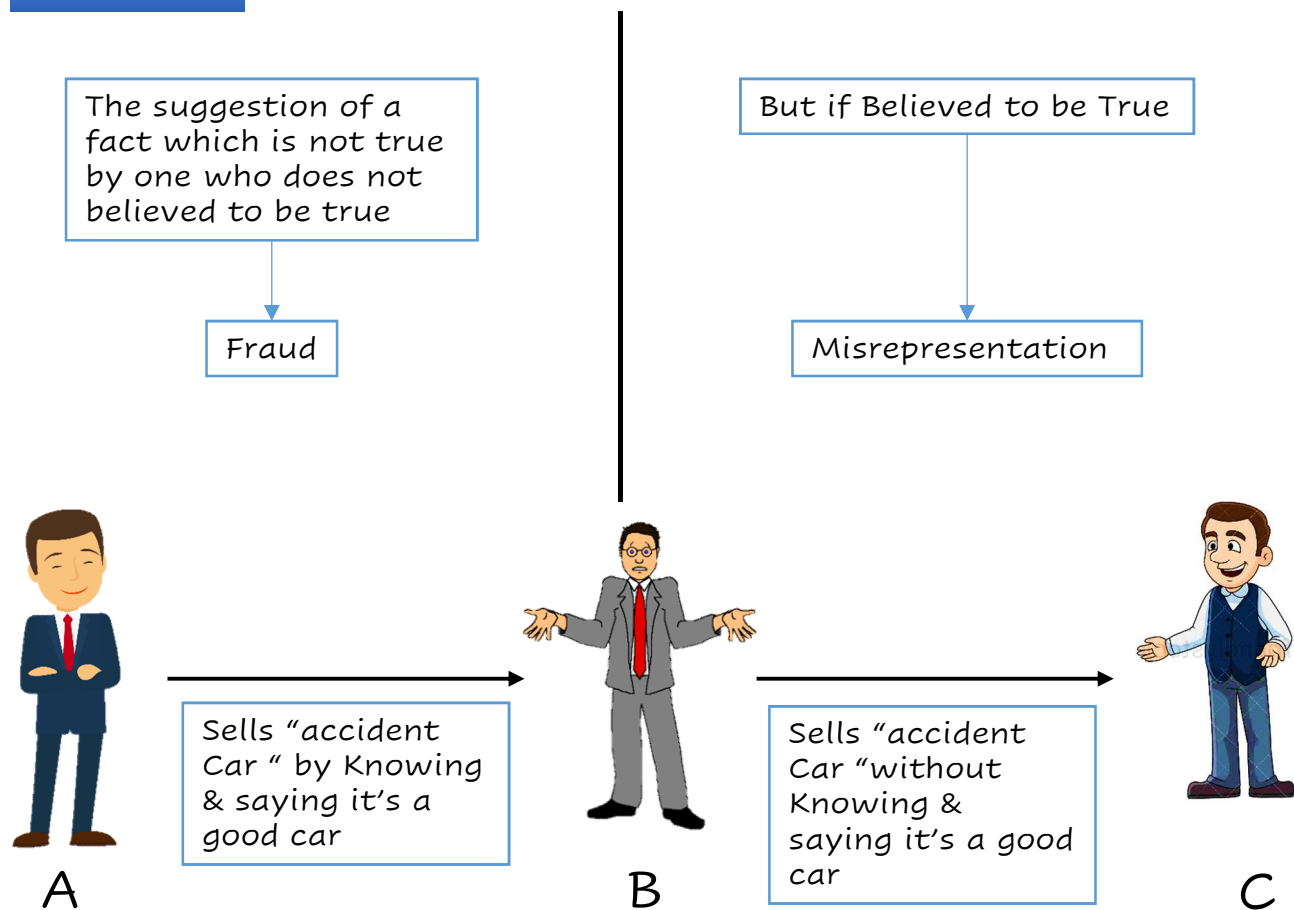 The suggestion of a
fact which is not true
by one who does not
believed to be true
But if Believed to be True
Fraud
Misrepresentation
Sells “accident
Car “ by Knowing
& saying it’s a
good car
Sells “accident
Car “without
Knowing &
saying it’s a good
car
A
B
C